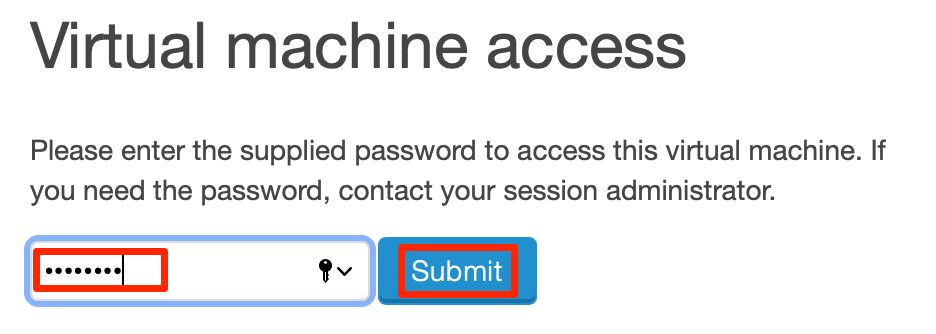 Virtual machine access
Please enter the supplied password to access this virtual machine. If
you need the password, contact your session administrator.
••••••••
Submit